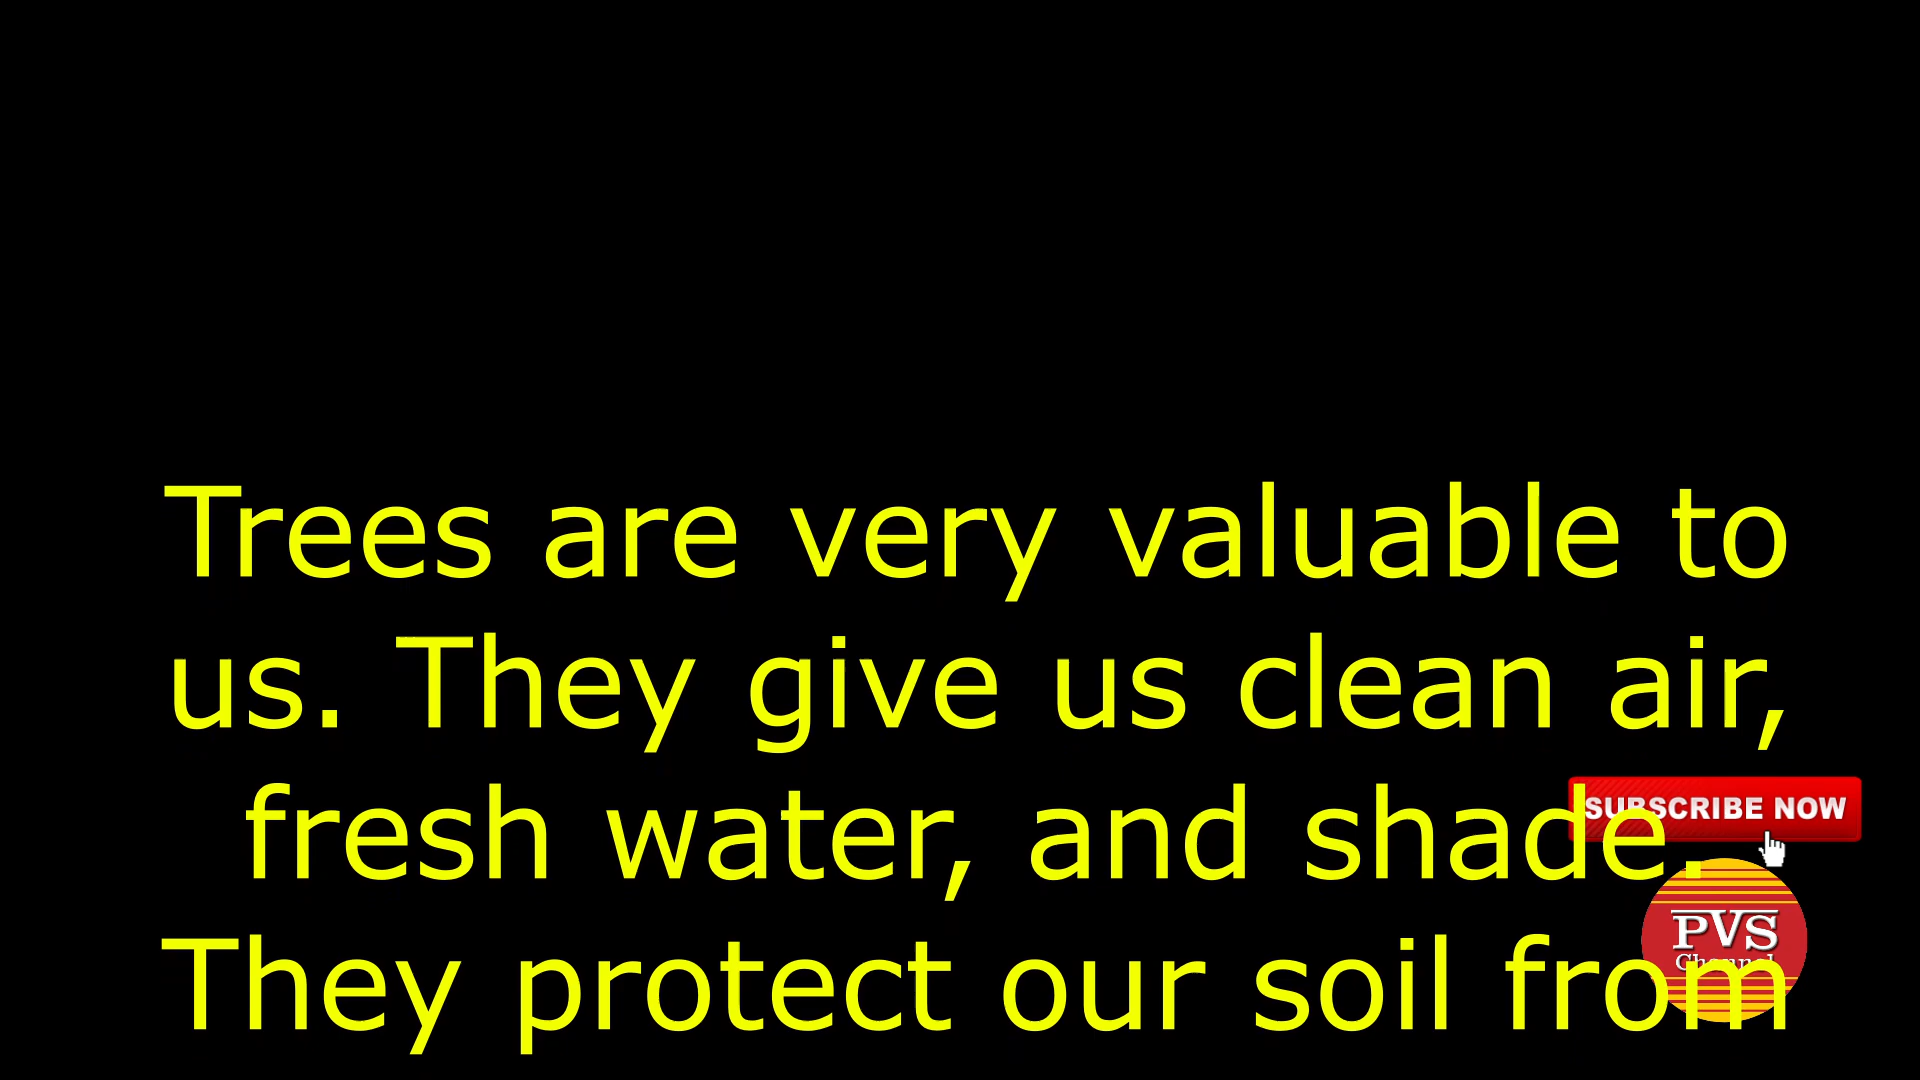 Trees are very valuable to
us. They give us clean air,
fresh water, and shade.
SUBSCRIBE NOW
They protect our soil from
PVS
Channel